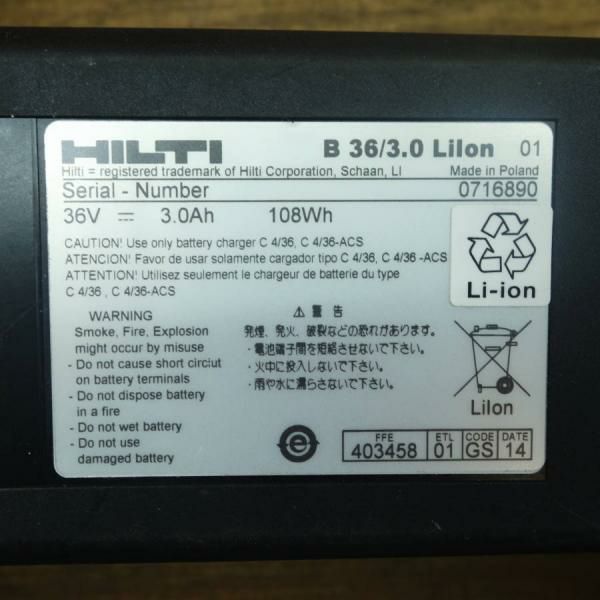 HILTI B 36/3.0 LiIon 01
Hilti = registered trademark of Hilti Corporation, Schaan, LI Made in Poland
Serial - Number 0716890
36V 3.0Ah 108Wh
CAUTION! Use only battery charger C 4/36, C 4/36-ACS
ATENCION! Favor de usar solamente cargador tipo C 4/36, C 4/36 -ACS
ATTENTION! Utilisez seulement le chargeur de batterie du type
C 4/36 , C 4/36-ACS
Li-ion
WARNING
Smoke, Fire, Explosion
might occur by misuse
- Do not cause short circiut
on battery terminals
- Do not dispose battery
in a fire
- Do not wet battery
- Do not use
damaged battery
⚠ 警 告
発煙、発火、破裂などの恐れがあります。
・電池端子間を短絡させないで下さい。
・火中に投入しないで下さい。
・雨や水に濡らさないで下さい。
LiIon
FFE ETL CODE DATE
403458 01 GS 14